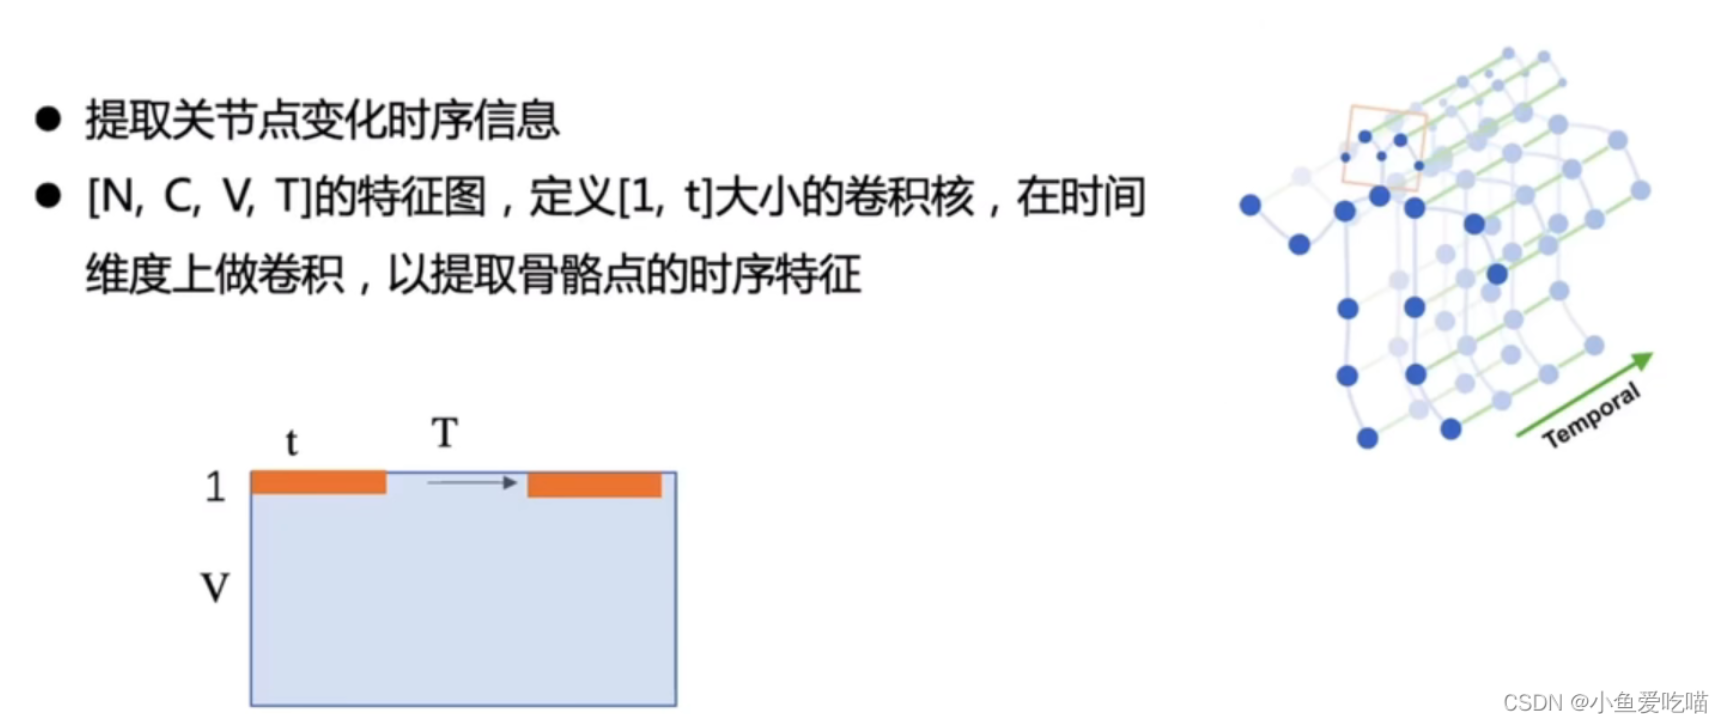 ● 提取关节点变化时序信息
● [N, C, V, T]的特征图，定义[1, t]大小的卷积核，在时间
维度上做卷积，以提取骨骼点的时序特征
t
T
1
V
Temporal
CSDN @小鱼爱吃喵